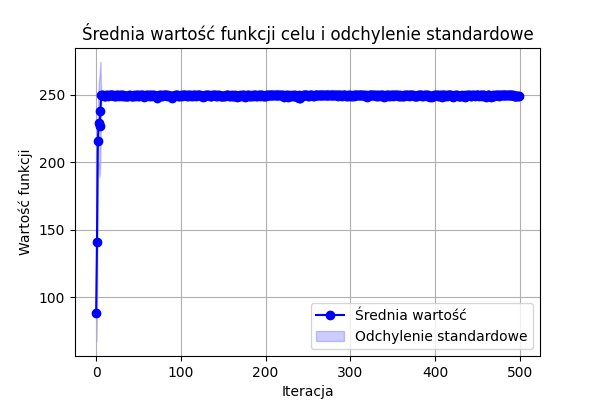 Średnia wartość funkcji celu i odchylenie standardowe
250
200
150
100
Wartość funkcji
Średnia wartość
Odchylenie standardowe
0 100 200 300 400 500
Iteracja